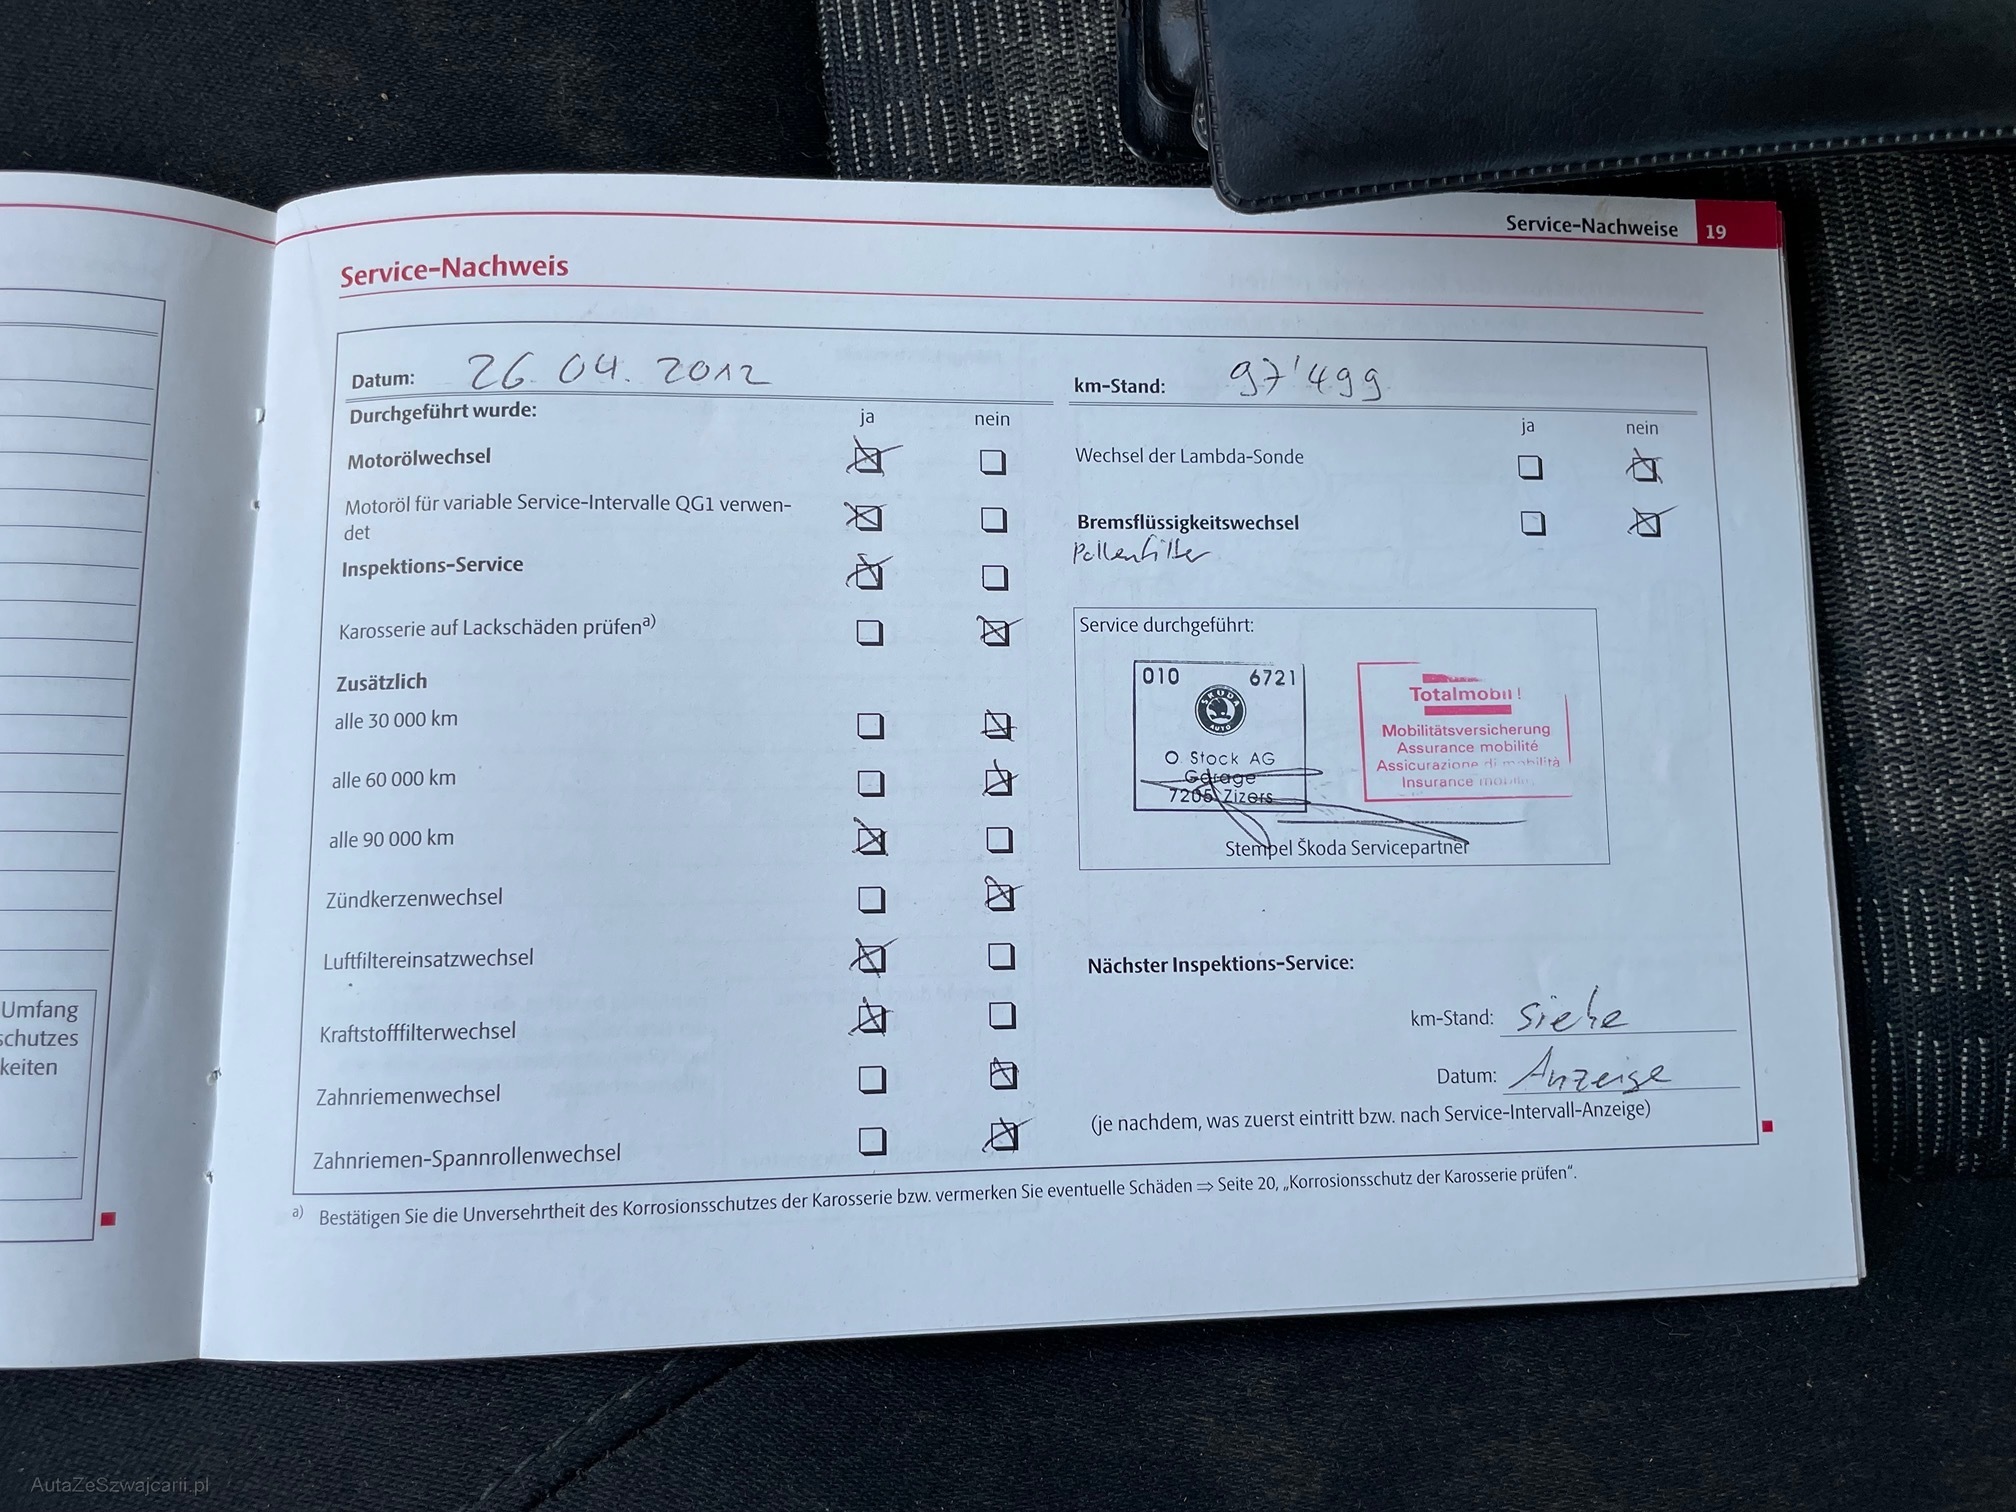 Service-Nachweise 19
Service-Nachweis
Datum: 26.04.2012
km-Stand: 97'499
Durchgeführt wurde: ja nein
ja nein
Motorölwechsel
Wechsel der Lambda-Sonde
Motoröl für variable Service-Intervalle QG1 verwen-
det
Bremsflüssigkeitswechsel
Pollenfilter
Inspektions-Service
Karosserie auf Lackschäden prüfen a)
Zusätzlich
alle 30 000 km
alle 60 000 km
alle 90 000 km
Zündkerzenwechsel
Luftfiltereinsatzwechsel
Kraftstofffilterwechsel
Zahnriemenwechsel
Zahnriemen-Spannrollenwechsel
Service durchgeführt:
010 6721
ŠKODA
AUTO
O. Stock AG
Garage
7205 Zizers
Totalmobil!
Mobilitätsversicherung
Assurance mobilité
Assicurazione di mobilità
Insurance
Stempel Škoda Servicepartner
Nächster Inspektions-Service:
km-Stand: siehe
Datum: Anzeige
(je nachdem, was zuerst eintritt bzw. nach Service-Intervall-Anzeige)
a) Bestätigen Sie die Unversehrtheit des Korrosionsschutzes der Karosserie bzw. vermerken Sie eventuelle Schäden ⇒ Seite 20, „Korrosionsschutz der Karosserie prüfen“.
Umfang
schutzes
keiten
AutaZeSzwajcarii.pl